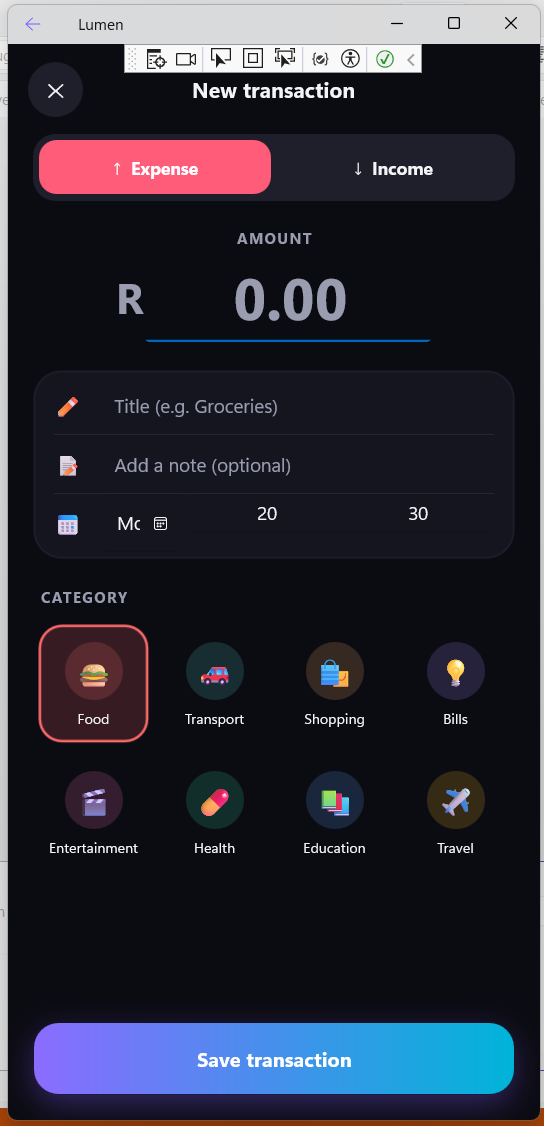 Lumen
New transaction
↑ Expense
↓ Income
AMOUNT
R 0.00
Title (e.g. Groceries)
Add a note (optional)
Mo 20 30
CATEGORY
Food Transport Shopping Bills
Entertainment Health Education Travel
Save transaction